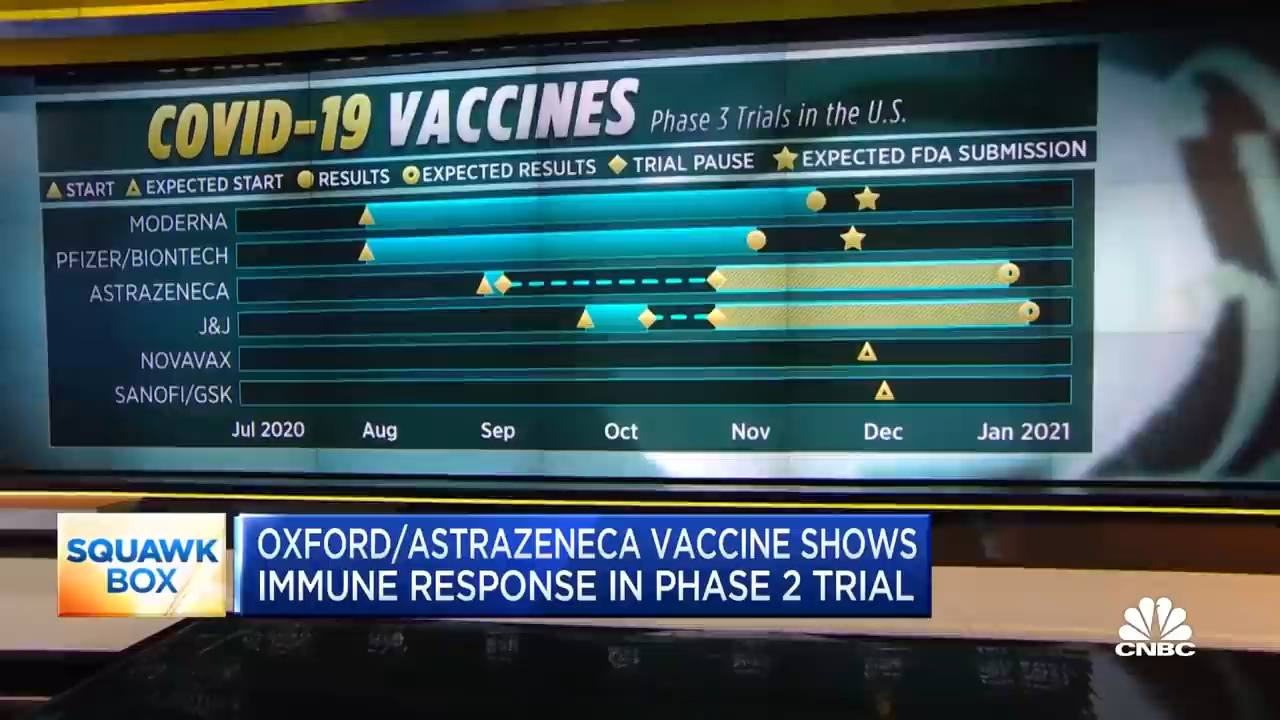 COVID-19 VACCINES Phase 3 Trials in the U.S.
START EXPECTED START RESULTS EXPECTED RESULTS TRIAL PAUSE EXPECTED FDA SUBMISSION
MODERNA
PFIZER/BIONTECH
ASTRAZENECA
J&J
NOVAVAX
SANOFI/GSK
Jul 2020 Aug Sep Oct Nov Dec Jan 2021
SQUAWK
BOX
OXFORD/ASTRAZENECA VACCINE SHOWS
IMMUNE RESPONSE IN PHASE 2 TRIAL
CNBC